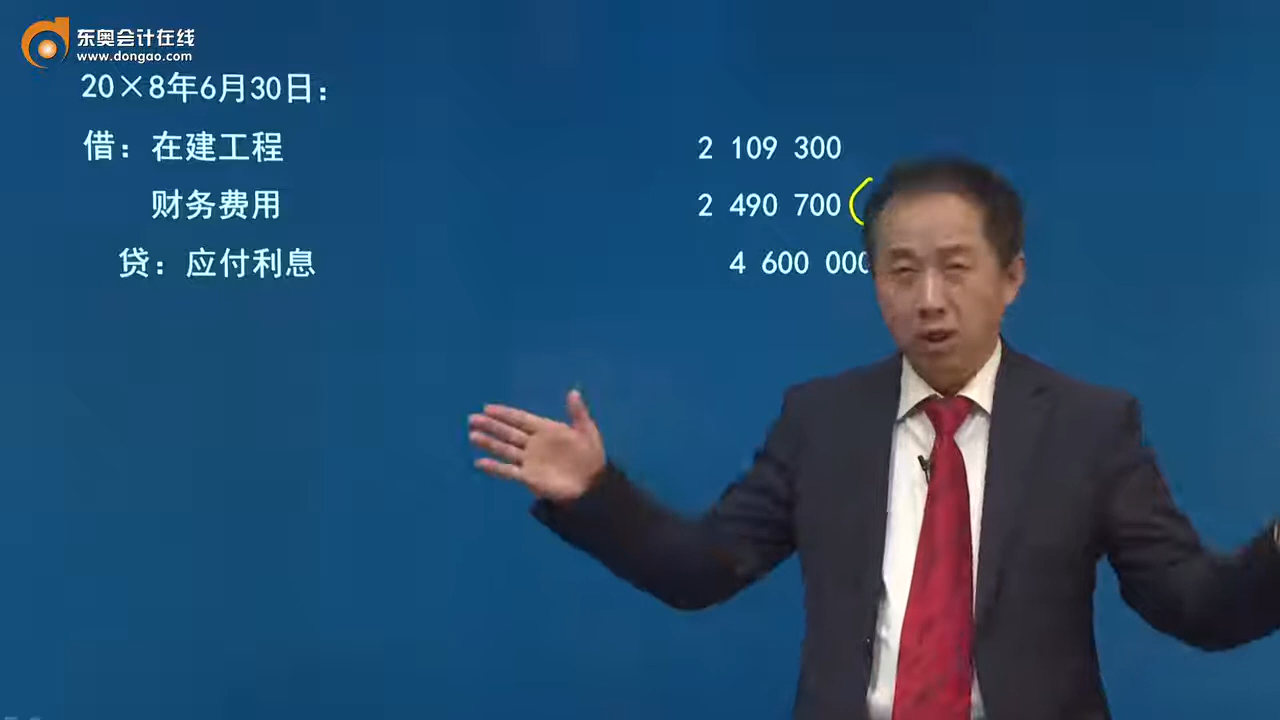 东奥会计在线
www.dongao.com
20×8年6月30日：
借：在建工程 2 109 300
财务费用 2 490 700
贷：应付利息 4 600 000